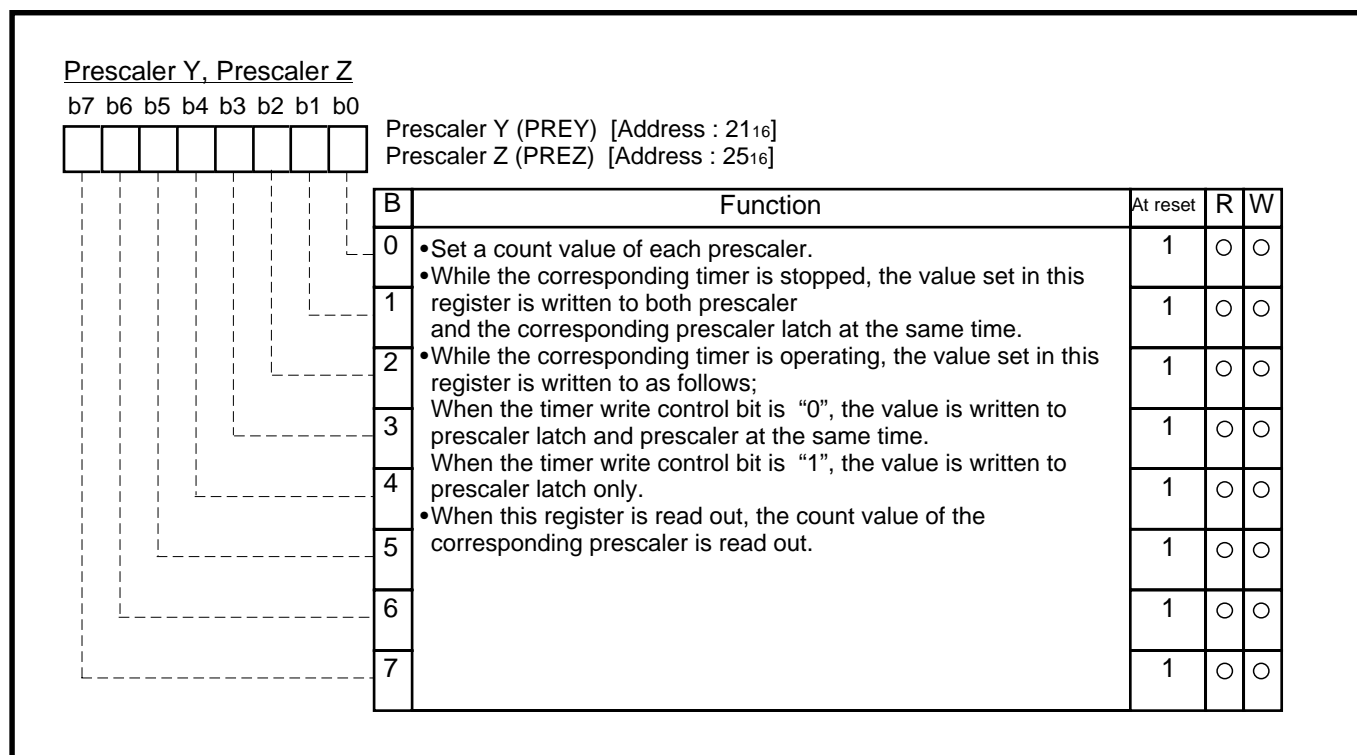 Prescaler Y, Prescaler Z
b7 b6 b5 b4 b3 b2 b1 b0
Prescaler Y (PREY) [Address : 21₁₆]
Prescaler Z (PREZ) [Address : 25₁₆]
B Function At reset R W
0 •Set a count value of each prescaler. 1 ○ ○
•While the corresponding timer is stopped, the value set in this
1 register is written to both prescaler 1 ○ ○
and the corresponding prescaler latch at the same time.
2 •While the corresponding timer is operating, the value set in this 1 ○ ○
register is written to as follows;
When the timer write control bit is “0”, the value is written to
3 prescaler latch and prescaler at the same time. 1 ○ ○
When the timer write control bit is “1”, the value is written to
4 prescaler latch only. 1 ○ ○
•When this register is read out, the count value of the
5 corresponding prescaler is read out. 1 ○ ○
6 1 ○ ○
7 1 ○ ○